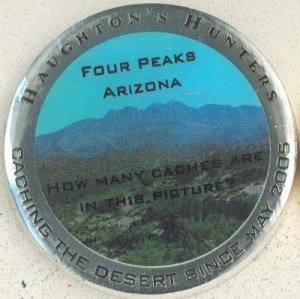 HAUGHTON'S HUNTERS
FOUR PEAKS
ARIZONA
HOW MANY CACHES ARE
IN THIS PICTURE?
CACHING THE DESERT SINCE MAY 2005